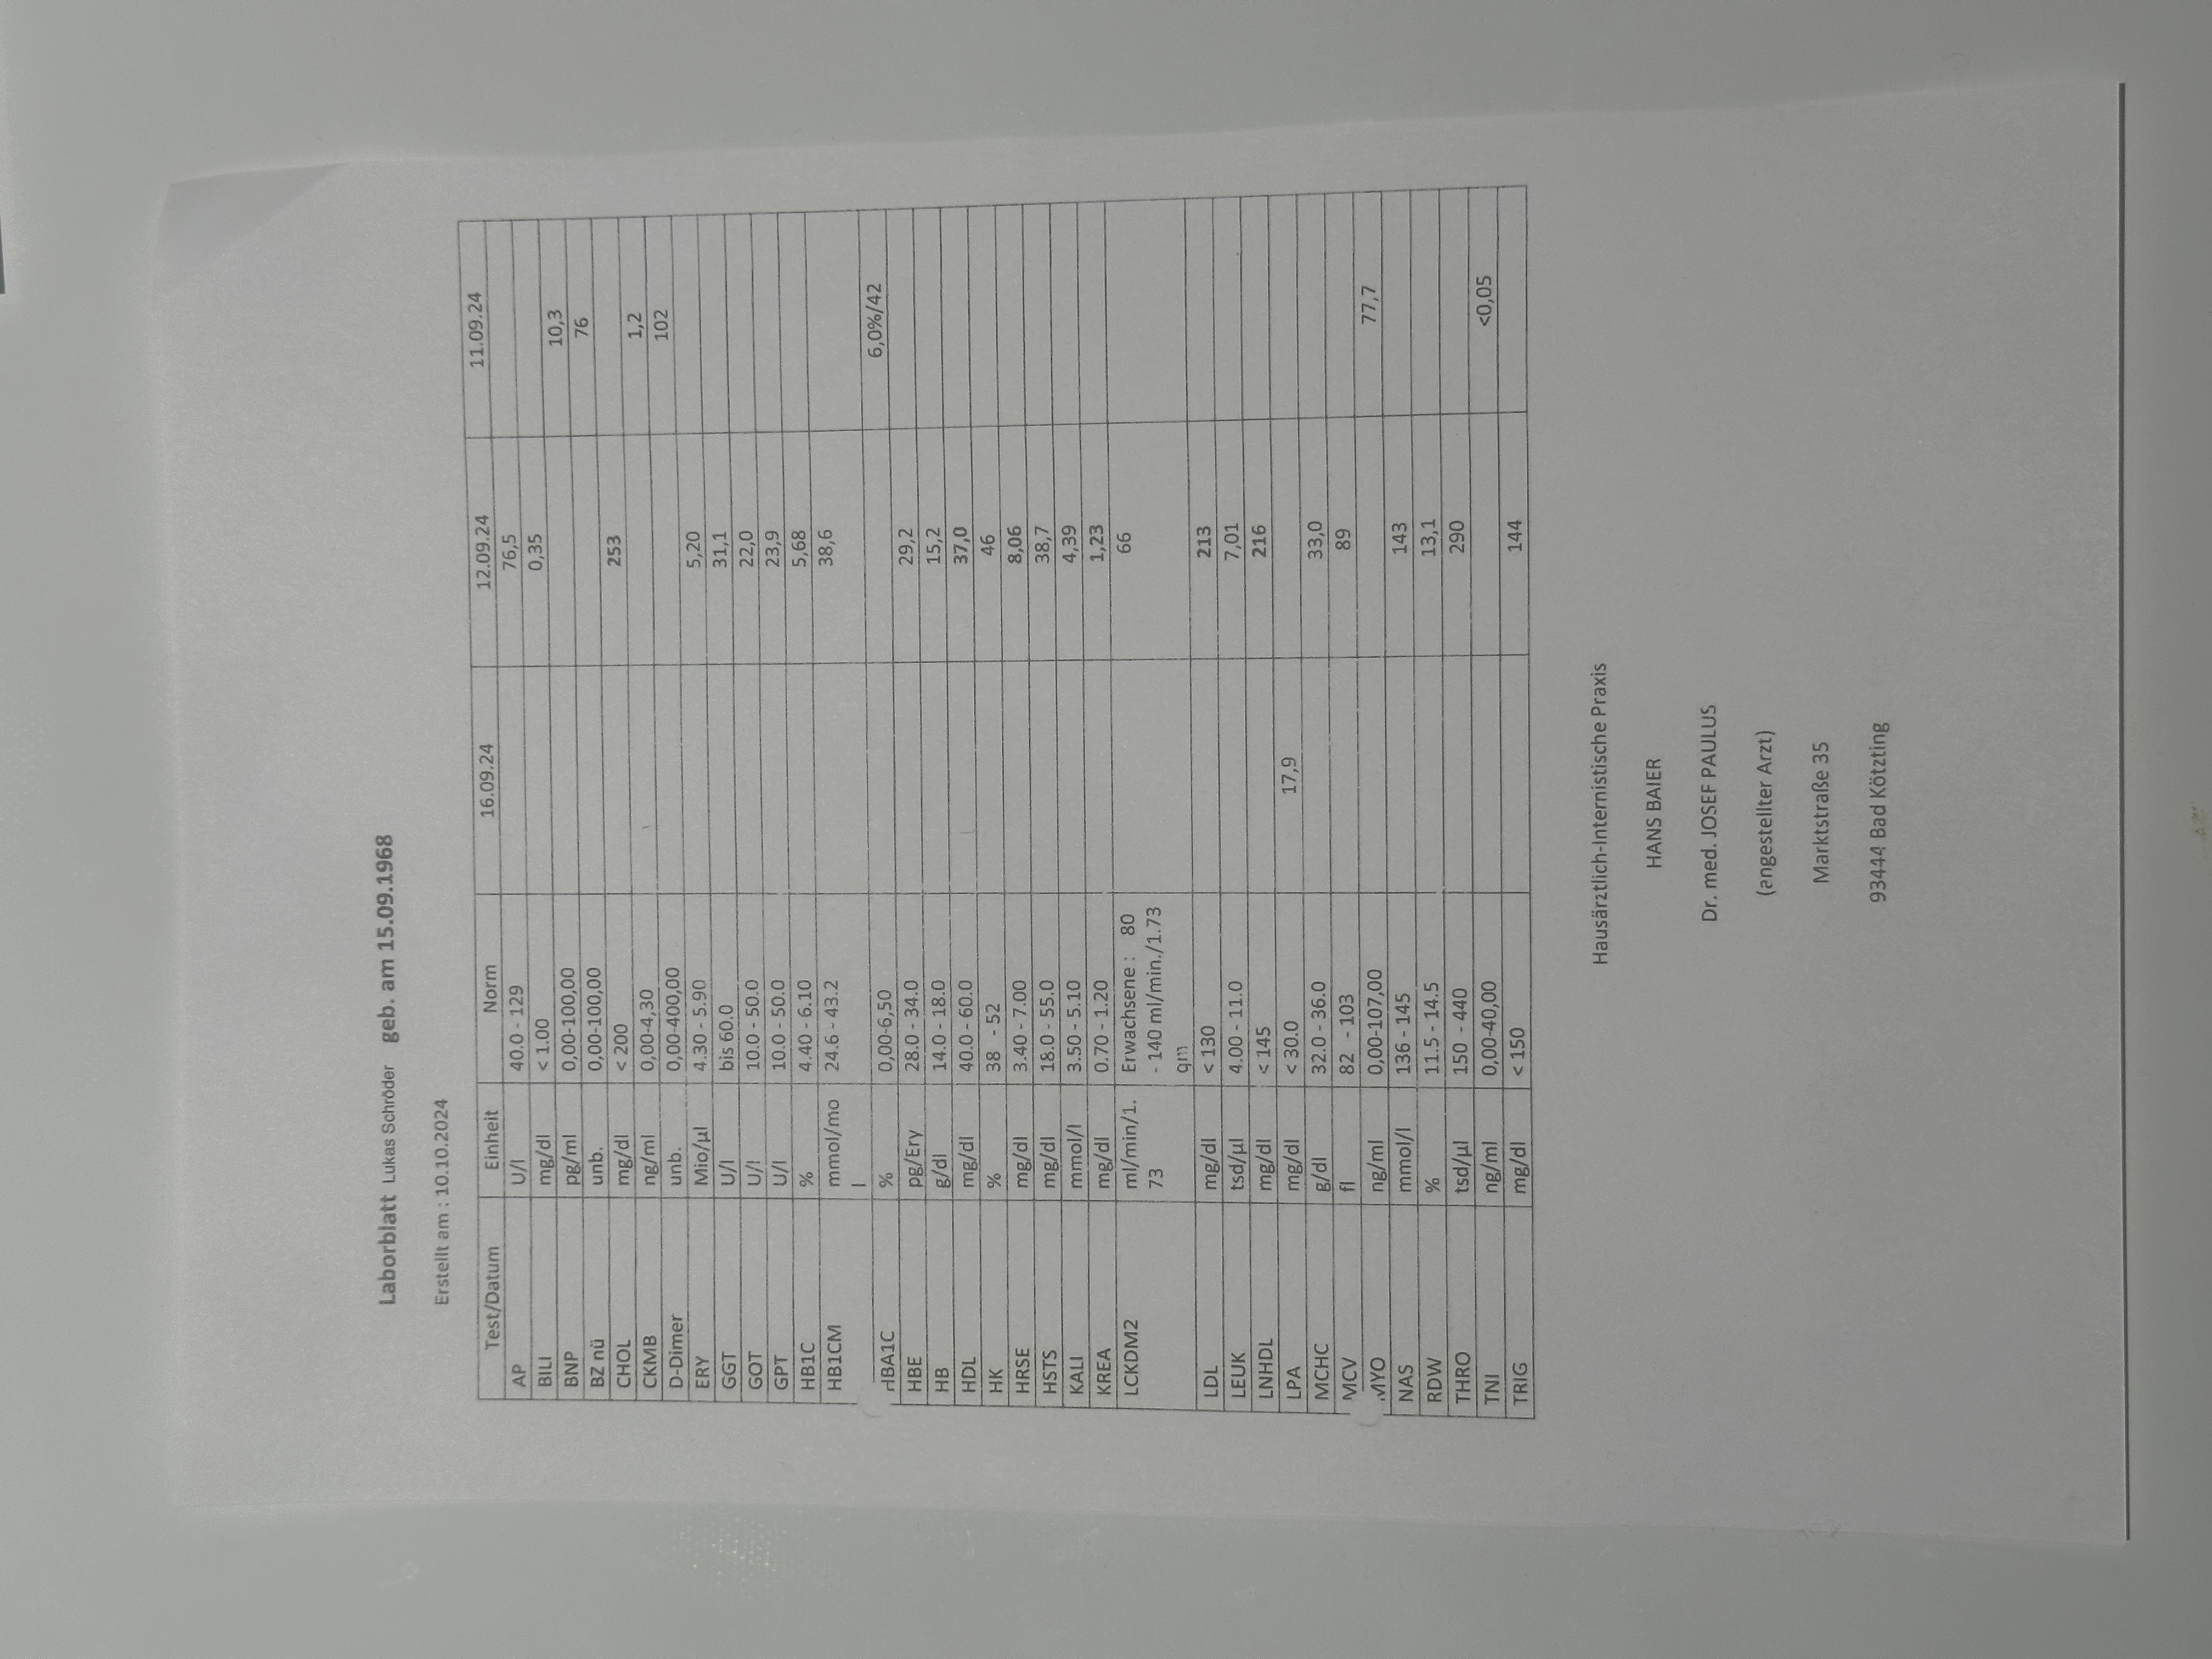 Laborblatt Lukas Schröder geb. am 15.09.1968
Erstellt am : 10.10.2024
Test/Datum Einheit Norm 16.09.24 12.09.24 11.09.24
AP U/l 40.0 - 129 76,5
BILI mg/dl < 1.00 0,35
BNP pg/ml 0,00-100,00 10,3
BZ nü unb. 0,00-100,00 76
CHOL mg/dl < 200 253
CKMB ng/ml 0,00-4,30 1,2
D-Dimer unb. 0,00-400,00 102
ERY Mio/µl 4.30 - 5.90 5,20
GGT U/l bis 60.0 31,1
GOT U/l 10.0 - 50.0 22,0
GPT U/l 10.0 - 50.0 23,9
HB1C % 4.40 - 6.10 5,68
HB1CM mmol/mo 24.6 - 43.2 38,6
l
HBA1C % 0,00-6,50 6,0%/42
HBE pg/Ery 28.0 - 34.0 29,2
HB g/dl 14.0 - 18.0 15,2
HDL mg/dl 40.0 - 60.0 37,0
HK % 38 - 52 46
HRSE mg/dl 3.40 - 7.00 8,06
HSTS mg/dl 18.0 - 55.0 38,7
KALI mmol/l 3.50 - 5.10 4,39
KREA mg/dl 0.70 - 1.20 1,23
LCKDM2 ml/min/1. Erwachsene : 80 66
73 - 140 ml/min./1.73
qm
LDL mg/dl < 130 213
LEUK tsd/µl 4.00 - 11.0 7,01
LNHDL mg/dl < 145 216
LPA mg/dl < 30.0 17,9
MCHC g/dl 32.0 - 36.0 33,0
MCV fl 82 - 103 89
MYO ng/ml 0,00-107,00 77,7
NAS mmol/l 136 - 145 143
RDW % 11.5 - 14.5 13,1
THRO tsd/µl 150 - 440 290
TNI ng/ml 0,00-40,00 <0,05
TRIG mg/dl < 150 144
Hausärztlich-Internistische Praxis
HANS BAIER
Dr. med. JOSEF PAULUS
(angestellter Arzt)
Marktstraße 35
93444 Bad Kötzting